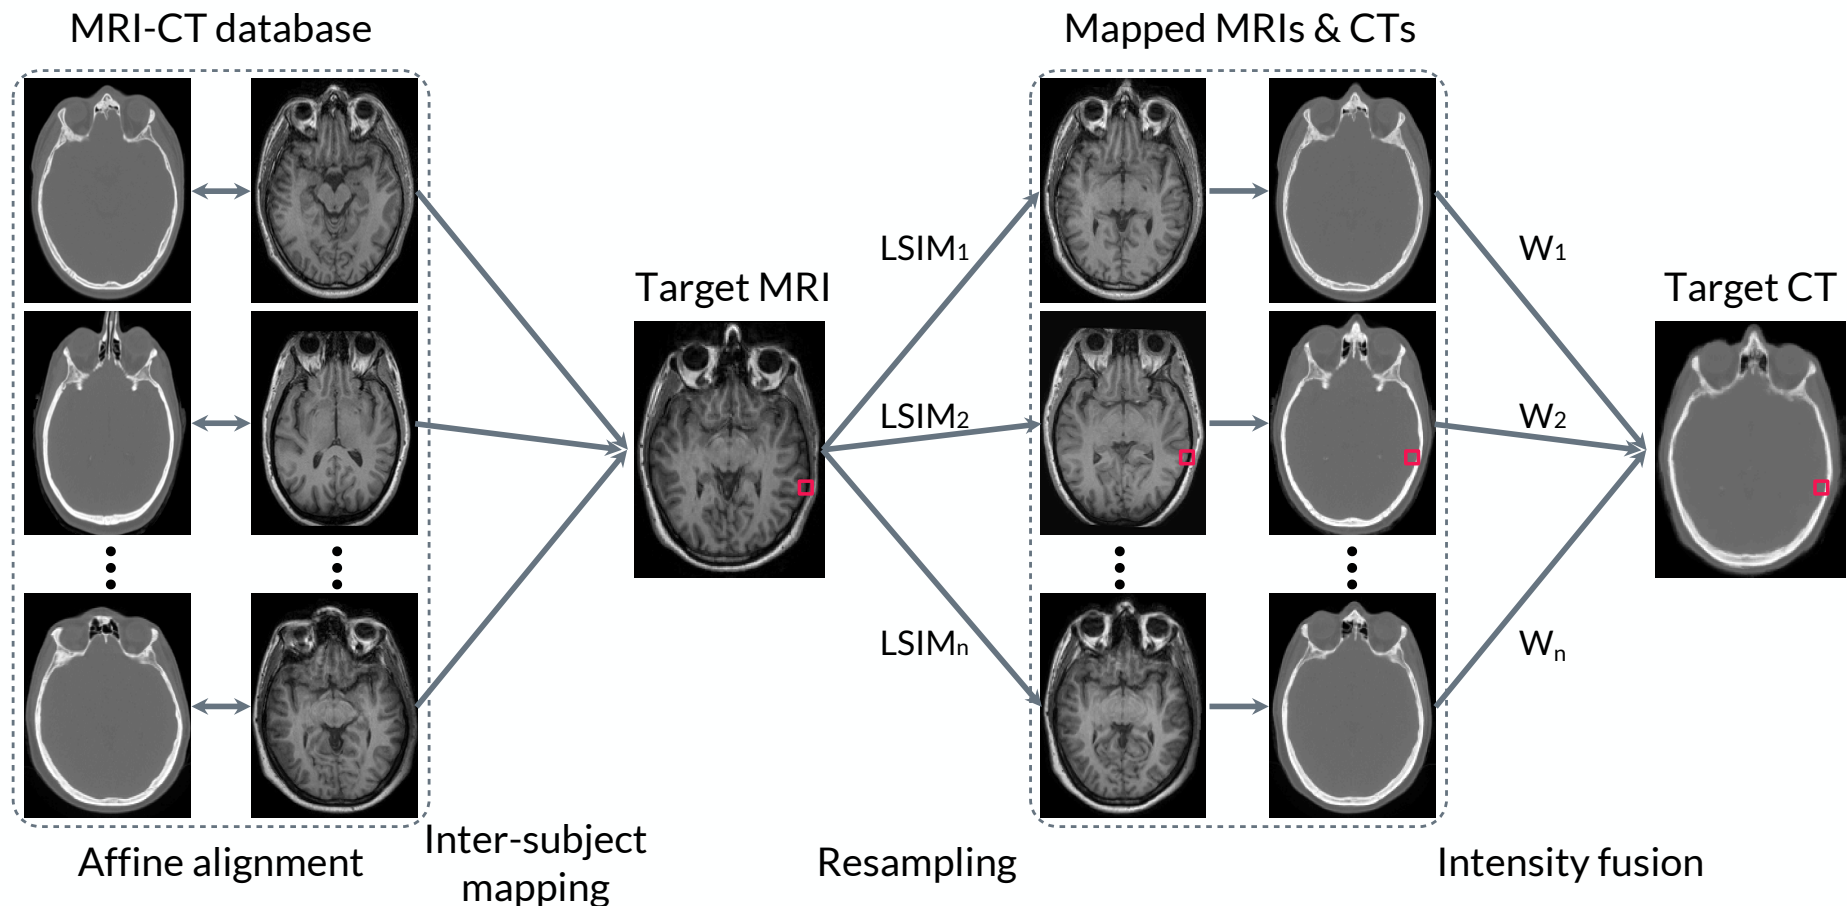 MRI-CT database
Mapped MRIs & CTs
LSIM1
W1
Target MRI
Target CT
LSIM2
W2
LSIMn
Wn
Affine alignment
Inter-subject
mapping
Resampling
Intensity fusion